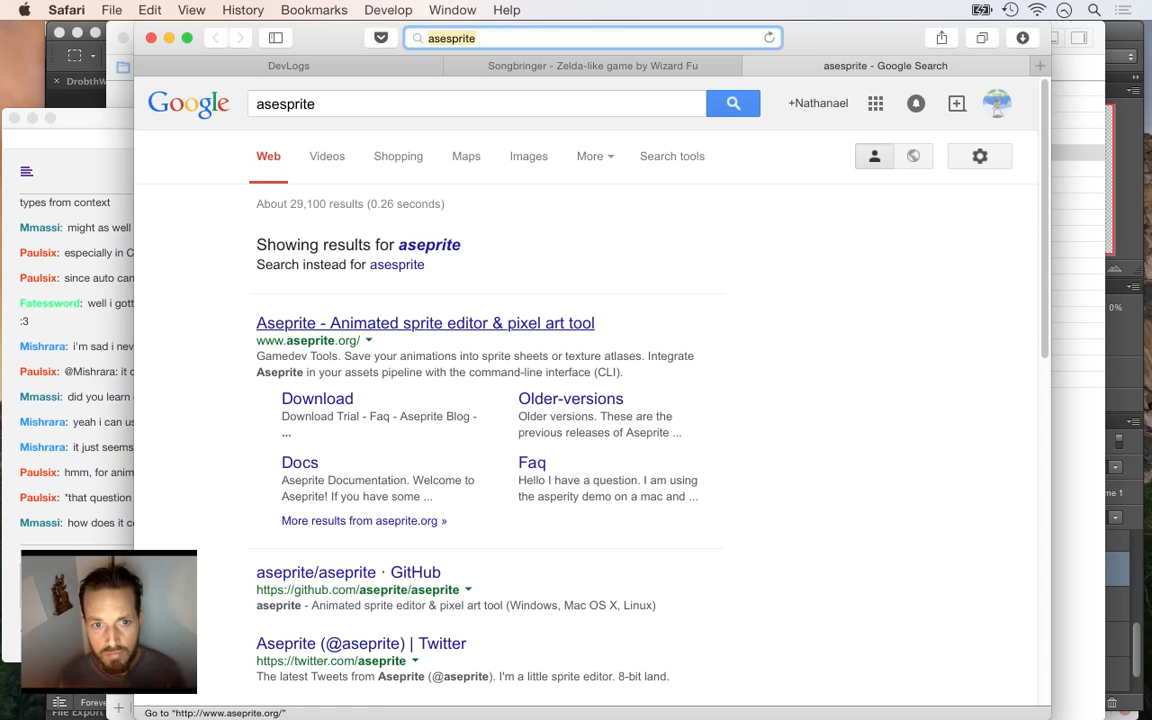 Safari File Edit View History Bookmarks Develop Window Help
asesprite
DevLogs
Songbringer - Zelda-like game by Wizard Fu
asesprite - Google Search
DrobthW
Google
asesprite
+Nathanael
Web Videos Shopping Maps Images More Search tools
About 29,100 results (0.26 seconds)
Showing results for aseprite
Search instead for asesprite
Aseprite - Animated sprite editor & pixel art tool
www.aseprite.org/
Gamedev Tools. Save your animations into sprite sheets or texture atlases. Integrate
Aseprite in your assets pipeline with the command-line interface (CLI).
Download
Download Trial - Faq - Aseprite Blog -
...
Older-versions
Older versions. These are the
previous releases of Aseprite ...
Docs
Aseprite Documentation. Welcome to
Aseprite! If you have some ...
Faq
Hello I have a question. I am using
the asperity demo on a mac and ...
More results from aseprite.org »
aseprite/aseprite · GitHub
https://github.com/aseprite/aseprite
aseprite - Animated sprite editor & pixel art tool (Windows, Mac OS X, Linux)
Aseprite (@aseprite) | Twitter
https://twitter.com/aseprite
The latest Tweets from Aseprite (@aseprite). I'm a little sprite editor. 8-bit land.
Go to "http://www.aseprite.org/"
types from context
Mmassi: might as well
Paulsix: especially in C
Paulsix: since auto can
Fatessword: well i gott
:3
Mishrara: i'm sad i nev
Paulsix: @Mishrara: it c
Mmassi: did you learn
Mishrara: yeah i can us
Mishrara: it just seems
Paulsix: hmm, for anim
Paulsix: "that question
Mmassi: how does it co
Foreve
0%
me 1